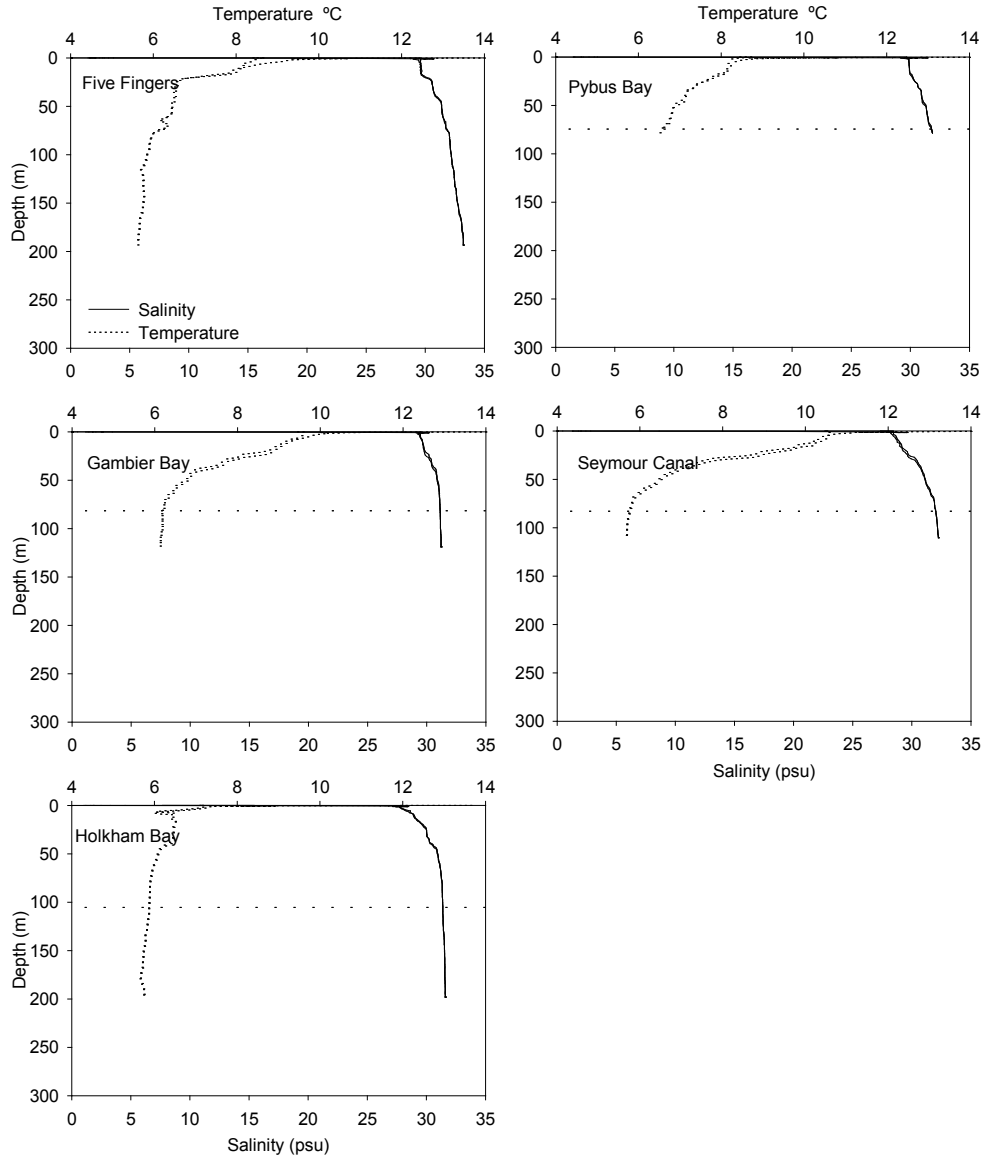 Temperature ºC
Temperature ºC
4 6 8 10 12 14
4 6 8 10 12 14
0
50
100
150
200
250
300
Depth (m)
Five Fingers
Salinity
Temperature
0 5 10 15 20 25 30 35
0
50
100
150
200
250
300
Pybus Bay
0 5 10 15 20 25 30 35
4 6 8 10 12 14
0
50
100
150
200
250
300
Depth (m)
Gambier Bay
0 5 10 15 20 25 30 35
4 6 8 10 12 14
0
50
100
150
200
250
300
Seymour Canal
0 5 10 15 20 25 30 35
Salinity (psu)
4 6 8 10 12 14
0
50
100
150
200
250
300
Depth (m)
Holkham Bay
0 5 10 15 20 25 30 35
Salinity (psu)